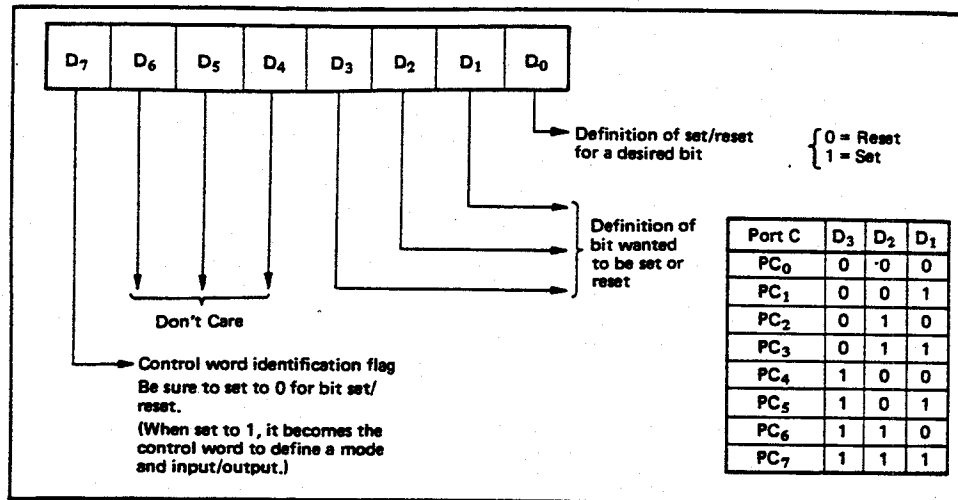 D7 D6 D5 D4 D3 D2 D1 D0
Definition of set/reset
for a desired bit
0 = Reset
1 = Set
Definition of
bit wanted
to be set or
reset
Don't Care
Control word identification flag
Be sure to set to 0 for bit set/
reset.
(When set to 1, it becomes the
control word to define a mode
and input/output.)
Port C D3 D2 D1
PC0 0 0 0
PC1 0 0 1
PC2 0 1 0
PC3 0 1 1
PC4 1 0 0
PC5 1 0 1
PC6 1 1 0
PC7 1 1 1